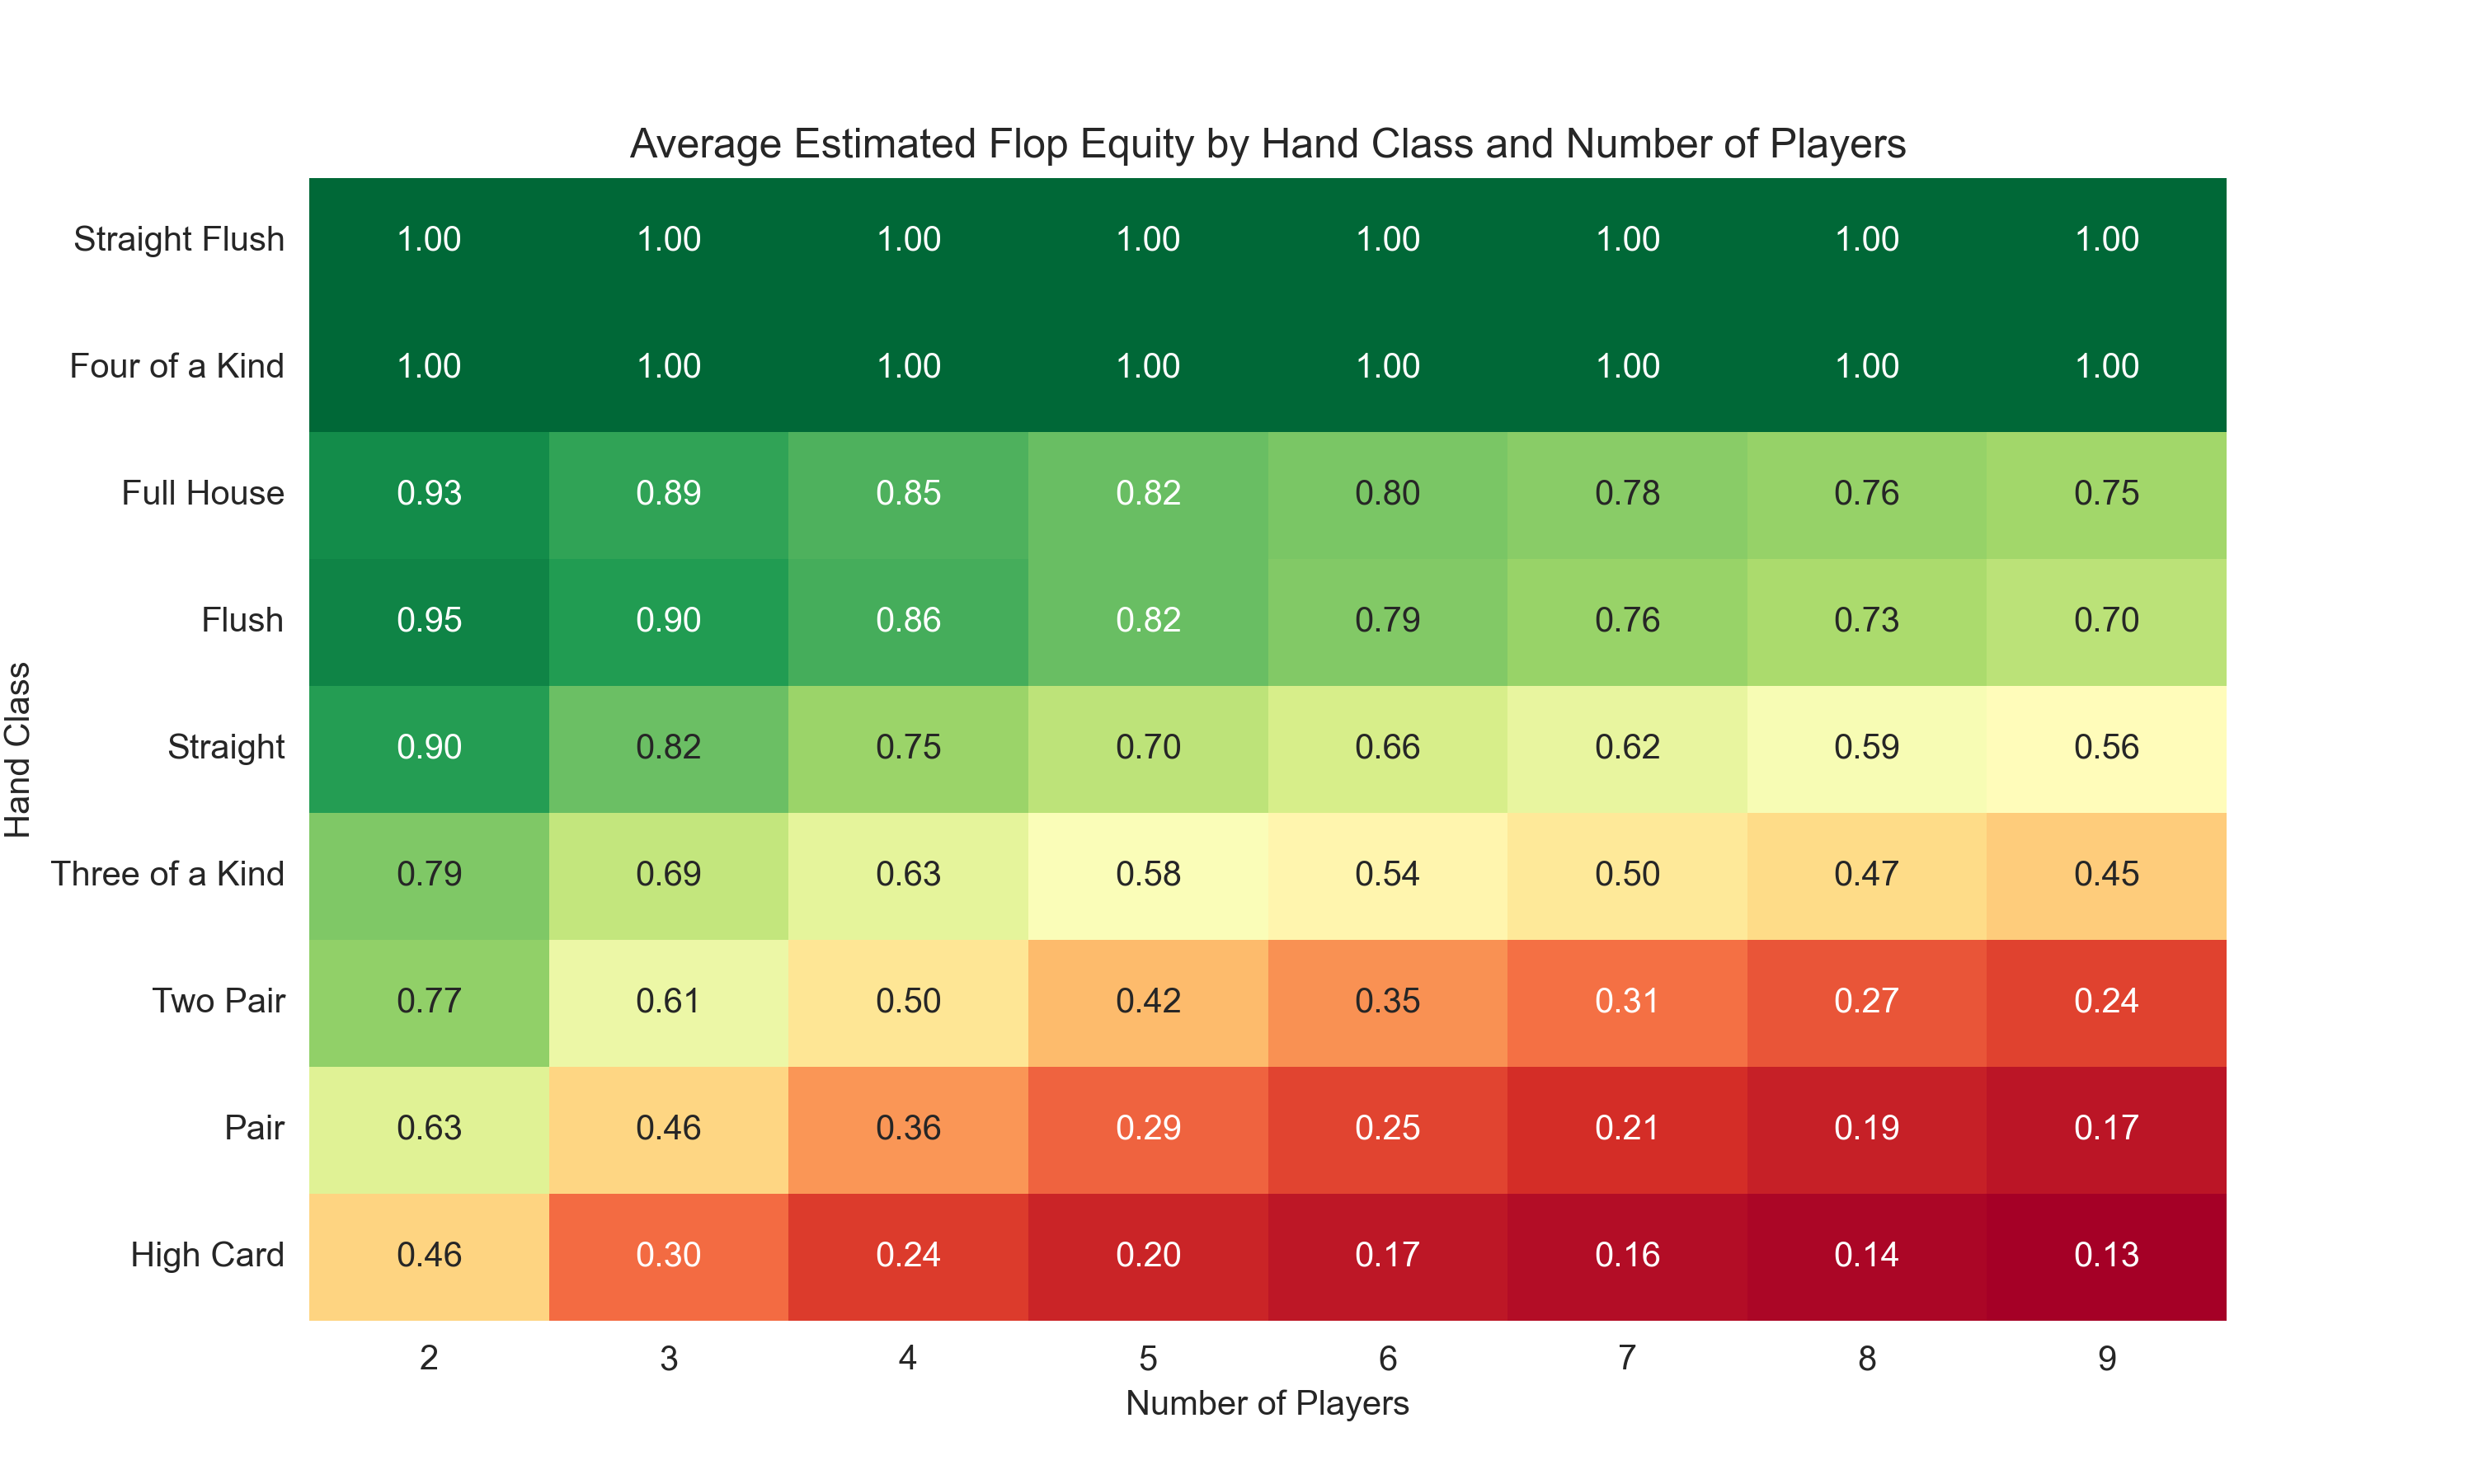 Average Estimated Flop Equity by Hand Class and Number of Players
Hand Class
Straight Flush 1.00 1.00 1.00 1.00 1.00 1.00 1.00 1.00
Four of a Kind 1.00 1.00 1.00 1.00 1.00 1.00 1.00 1.00
Full House 0.93 0.89 0.85 0.82 0.80 0.78 0.76 0.75
Flush 0.95 0.90 0.86 0.82 0.79 0.76 0.73 0.70
Straight 0.90 0.82 0.75 0.70 0.66 0.62 0.59 0.56
Three of a Kind 0.79 0.69 0.63 0.58 0.54 0.50 0.47 0.45
Two Pair 0.77 0.61 0.50 0.42 0.35 0.31 0.27 0.24
Pair 0.63 0.46 0.36 0.29 0.25 0.21 0.19 0.17
High Card 0.46 0.30 0.24 0.20 0.17 0.16 0.14 0.13
2 3 4 5 6 7 8 9
Number of Players